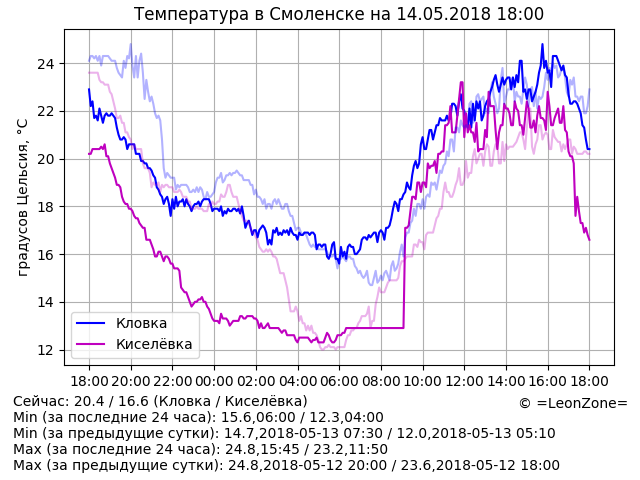 Температура в Смоленске на 14.05.2018 18:00
градусов Цельсия, °C
24
22
20
18
16
14
12
Кловка
Киселёвка
18:00 20:00 22:00 00:00 02:00 04:00 06:00 08:00 10:00 12:00 14:00 16:00 18:00
Сейчас: 20.4 / 16.6 (Кловка / Киселёвка)
© =LeonZone=
Min (за последние 24 часа): 15.6,06:00 / 12.3,04:00
Min (за предыдущие сутки): 14.7,2018-05-13 07:30 / 12.0,2018-05-13 05:10
Max (за последние 24 часа): 24.8,15:45 / 23.2,11:50
Max (за предыдущие сутки): 24.8,2018-05-12 20:00 / 23.6,2018-05-12 18:00